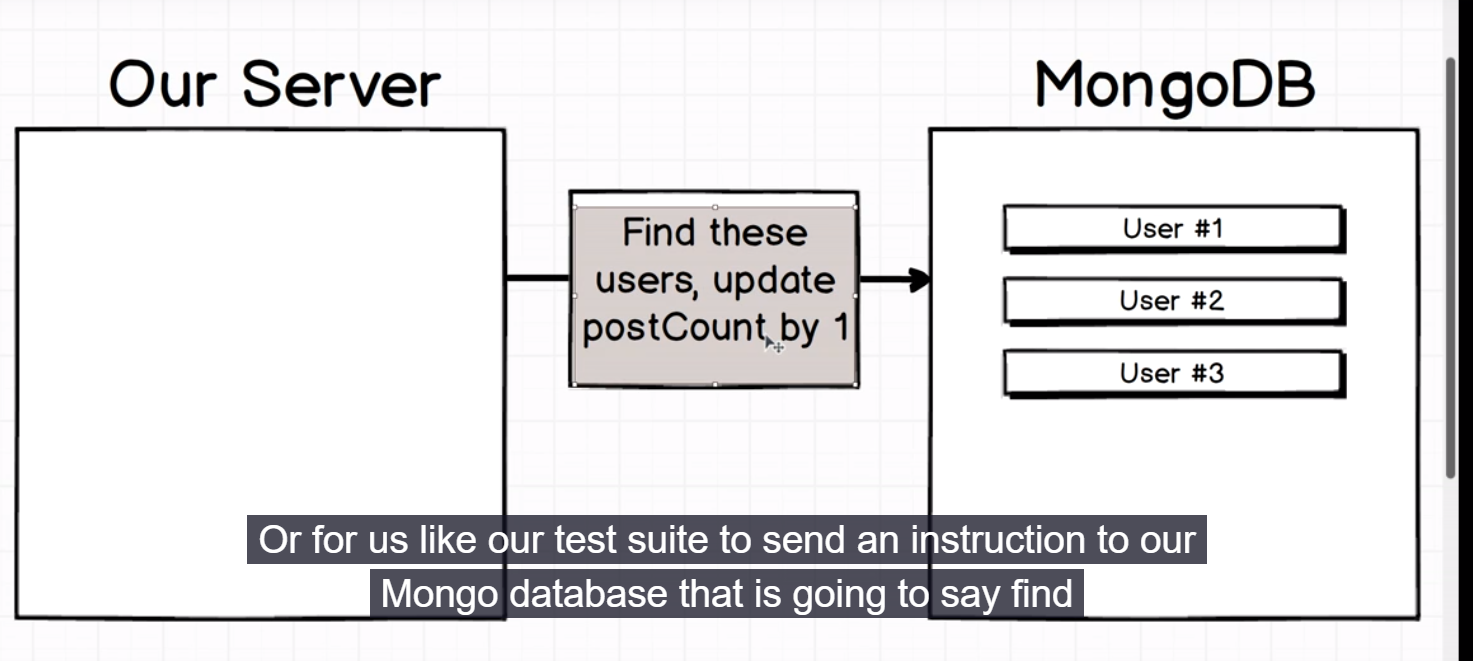 Our Server
MongoDB
Find these
users, update
postCount by 1
User #1
User #2
User #3
Or for us like our test suite to send an instruction to our
Mongo database that is going to say find